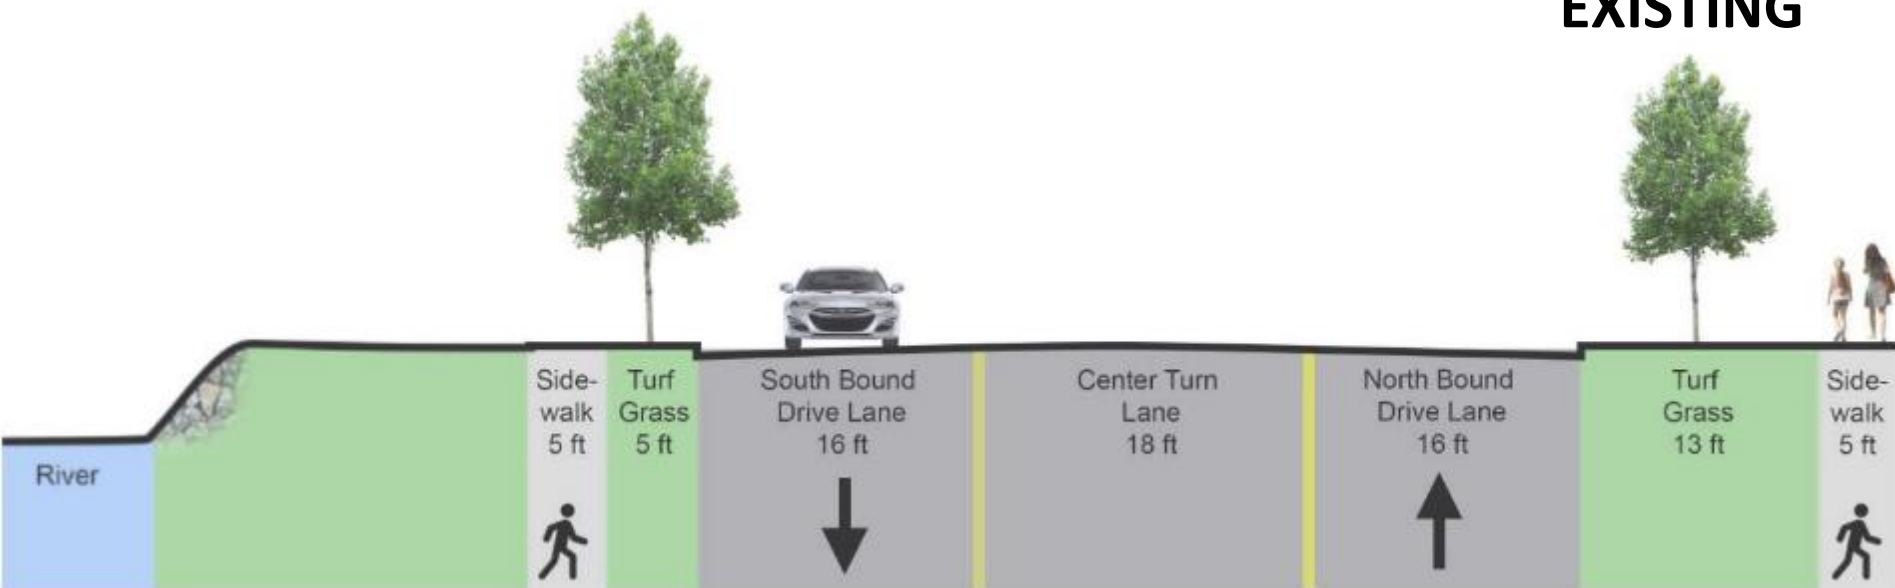 EXISTING
River
Side-
walk
5 ft
Turf
Grass
5 ft
South Bound
Drive Lane
16 ft
Center Turn
Lane
18 ft
North Bound
Drive Lane
16 ft
Turf
Grass
13 ft
Side-
walk
5 ft